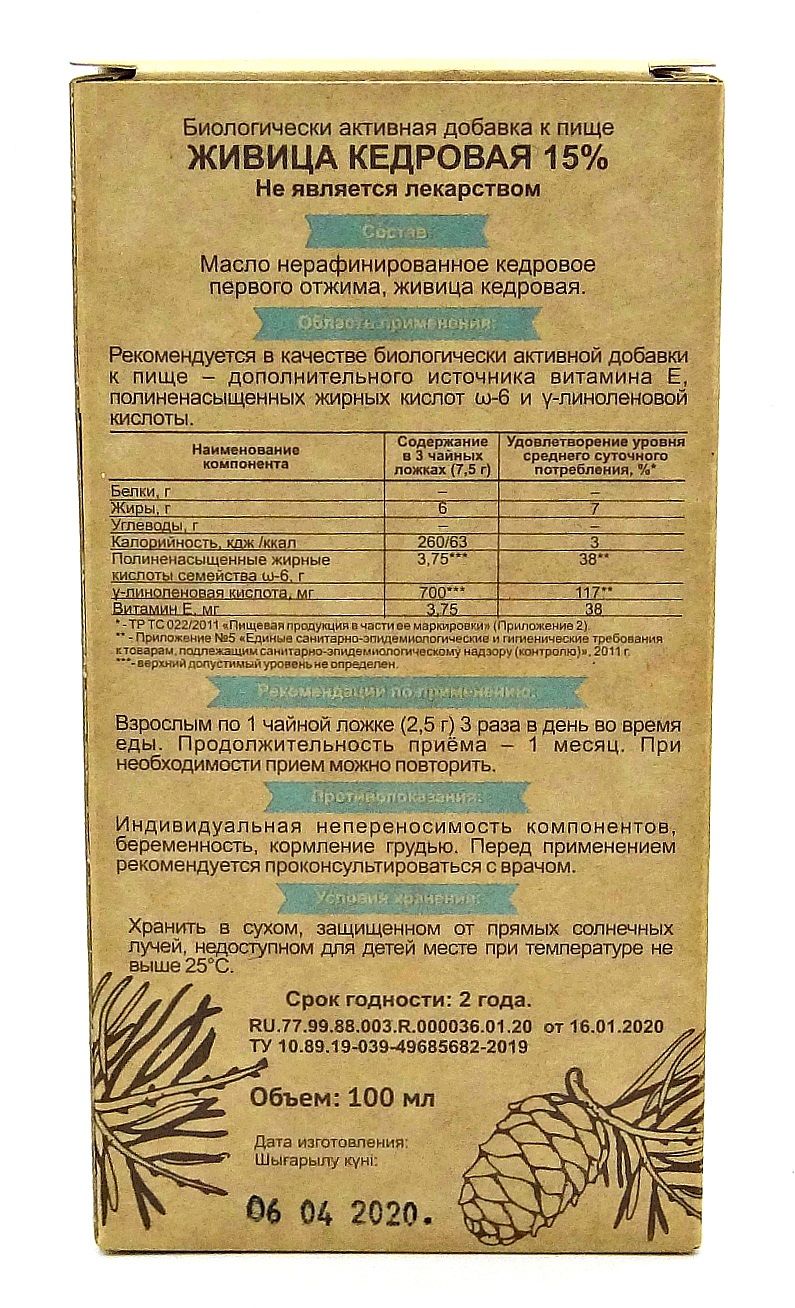 Биологически активная добавка к пище
ЖИВИЦА КЕДРОВАЯ 15%
Не является лекарством
Состав:
Масло нерафинированное кедровое
первого отжима, живица кедровая.
Область применения:
Рекомендуется в качестве биологически активной добавки
к пище – дополнительного источника витамина Е,
полиненасыщенных жирных кислот ω-6 и γ-линоленовой
кислоты.
Наименование компонента Содержание в 3 чайных ложках (7,5 г) Удовлетворение уровня среднего суточного потребления, %*
Белки, г – –
Жиры, г 6 7
Углеводы, г – –
Калорийность, кдж /ккал 260/63 3
Полиненасыщенные жирные 3,75*** 38**
кислоты семейства ω-6, г
γ-линоленовая кислота, мг 700*** 117**
Витамин Е, мг 3,75 38
* - ТР ТС 022/2011 «Пищевая продукция в части ее маркировки» (Приложение 2).
** - Приложение №5 «Единые санитарно-эпидемиологические и гигиенические требования
к товарам, подлежащим санитарно-эпидемиологическому надзору (контролю)», 2011 г.
***- верхний допустимый уровень не определен.
Рекомендации по применению:
Взрослым по 1 чайной ложке (2,5 г) 3 раза в день во время
еды. Продолжительность приёма – 1 месяц. При
необходимости прием можно повторить.
Противопоказания:
Индивидуальная непереносимость компонентов,
беременность, кормление грудью. Перед применением
рекомендуется проконсультироваться с врачом.
Условия хранения:
Хранить в сухом, защищенном от прямых солнечных
лучей, недоступном для детей месте при температуре не
выше 25°С.
Срок годности: 2 года.
RU.77.99.88.003.R.000036.01.20 от 16.01.2020
ТУ 10.89.19-039-49685682-2019
Объем: 100 мл
Дата изготовления:
Шығарылу күні:
06 04 2020.